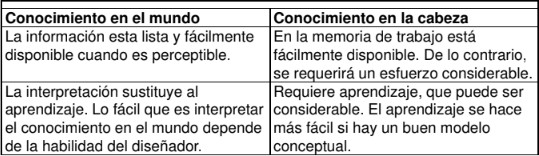 Conocimiento en el mundo
Conocimiento en la cabeza
La información esta lista y fácilmente
disponible cuando es perceptible.
En la memoria de trabajo está
fácilmente disponible. De lo contrario,
se requerirá un esfuerzo considerable.
La interpretación sustituye al
aprendizaje. Lo fácil que es interpretar
el conocimiento en el mundo depende
de la habilidad del diseñador.
Requiere aprendizaje, que puede ser
considerable. El aprendizaje se hace
más fácil si hay un buen modelo
conceptual.